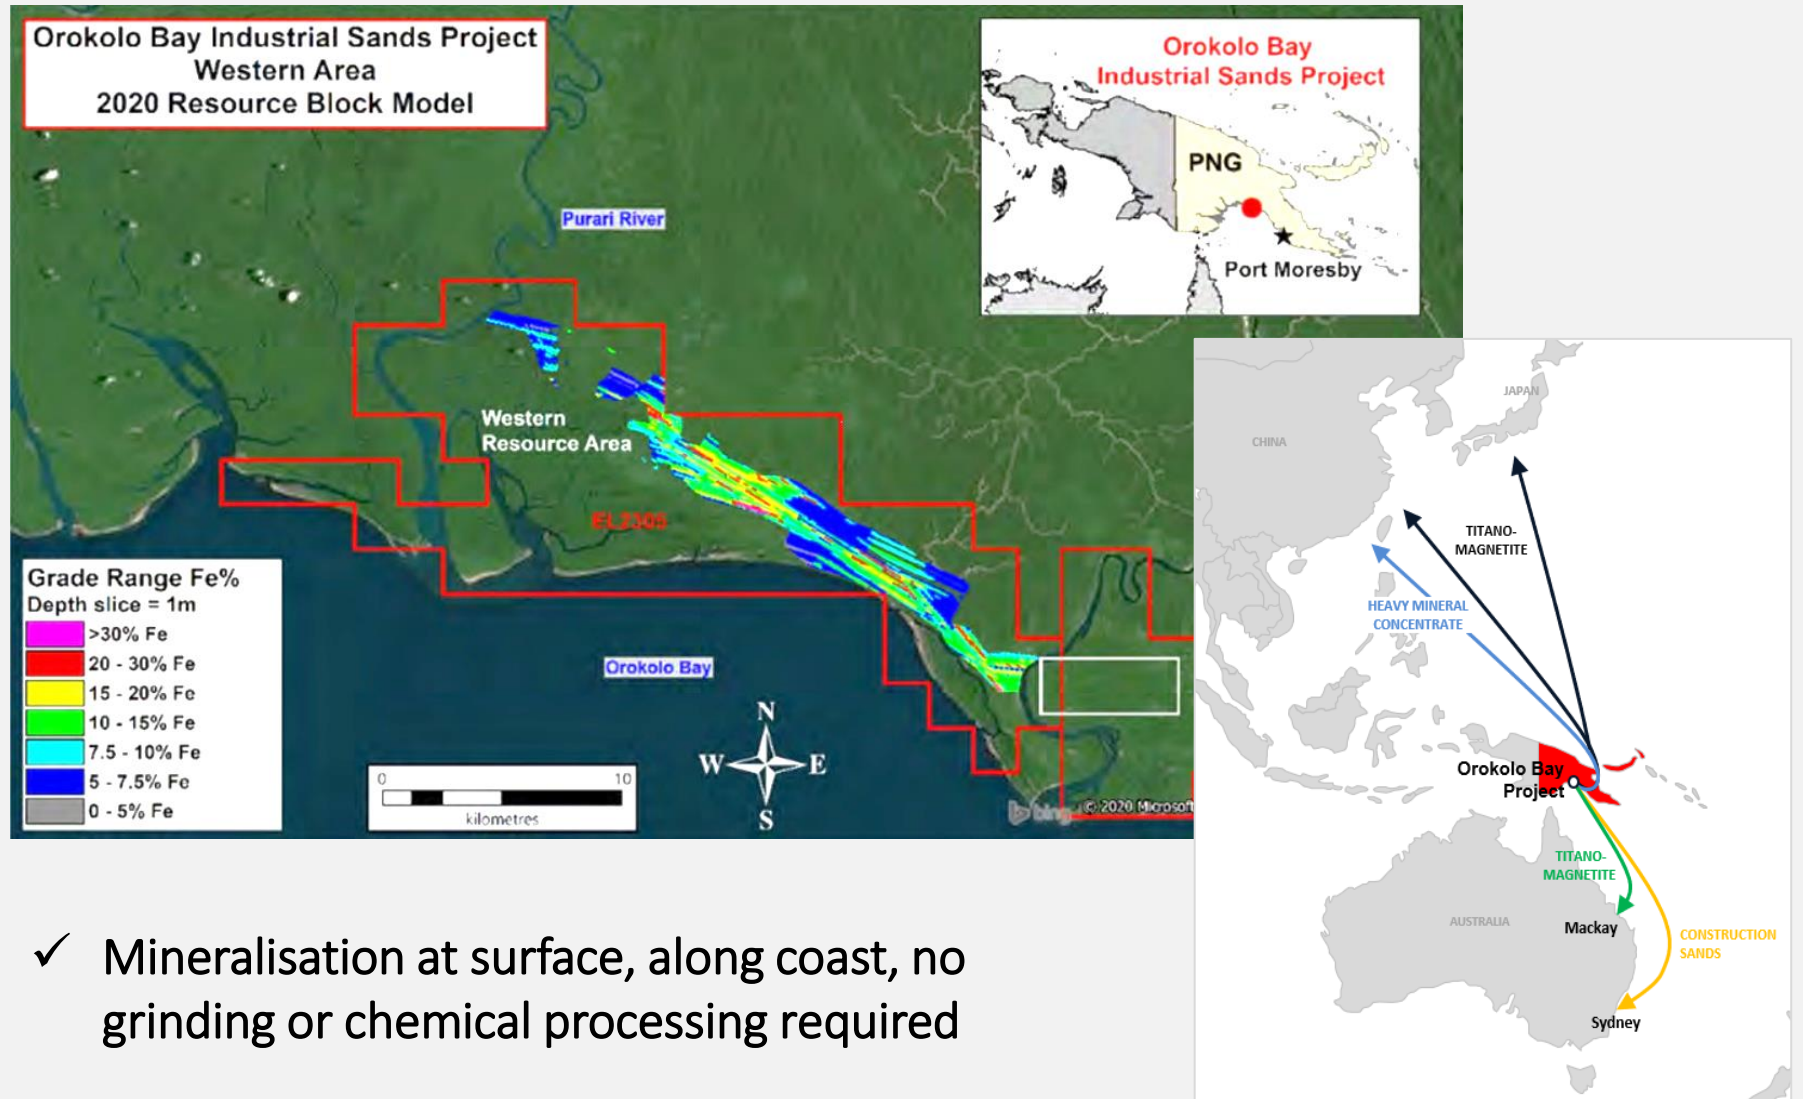 Orokolo Bay Industrial Sands Project
Western Area
2020 Resource Block Model
Orokolo Bay
Industrial Sands Project
PNG
Port Moresby
Purari River
Western
Resource Area
EL2305
Orokolo Bay
Grade Range Fe%
Depth slice = 1m
>30% Fe
20 - 30% Fe
15 - 20% Fe
10 - 15% Fe
7.5 - 10% Fe
5 - 7.5% Fe
0 - 5% Fe
0 10
kilometres
N
W E
S
bing
© 2020 Microsoft
JAPAN
CHINA
TITANO-
MAGNETITE
HEAVY MINERAL
CONCENTRATE
Orokolo Bay
Project
TITANO-
MAGNETITE
AUSTRALIA
Mackay
CONSTRUCTION
SANDS
Sydney
✓ Mineralisation at surface, along coast, no
grinding or chemical processing required